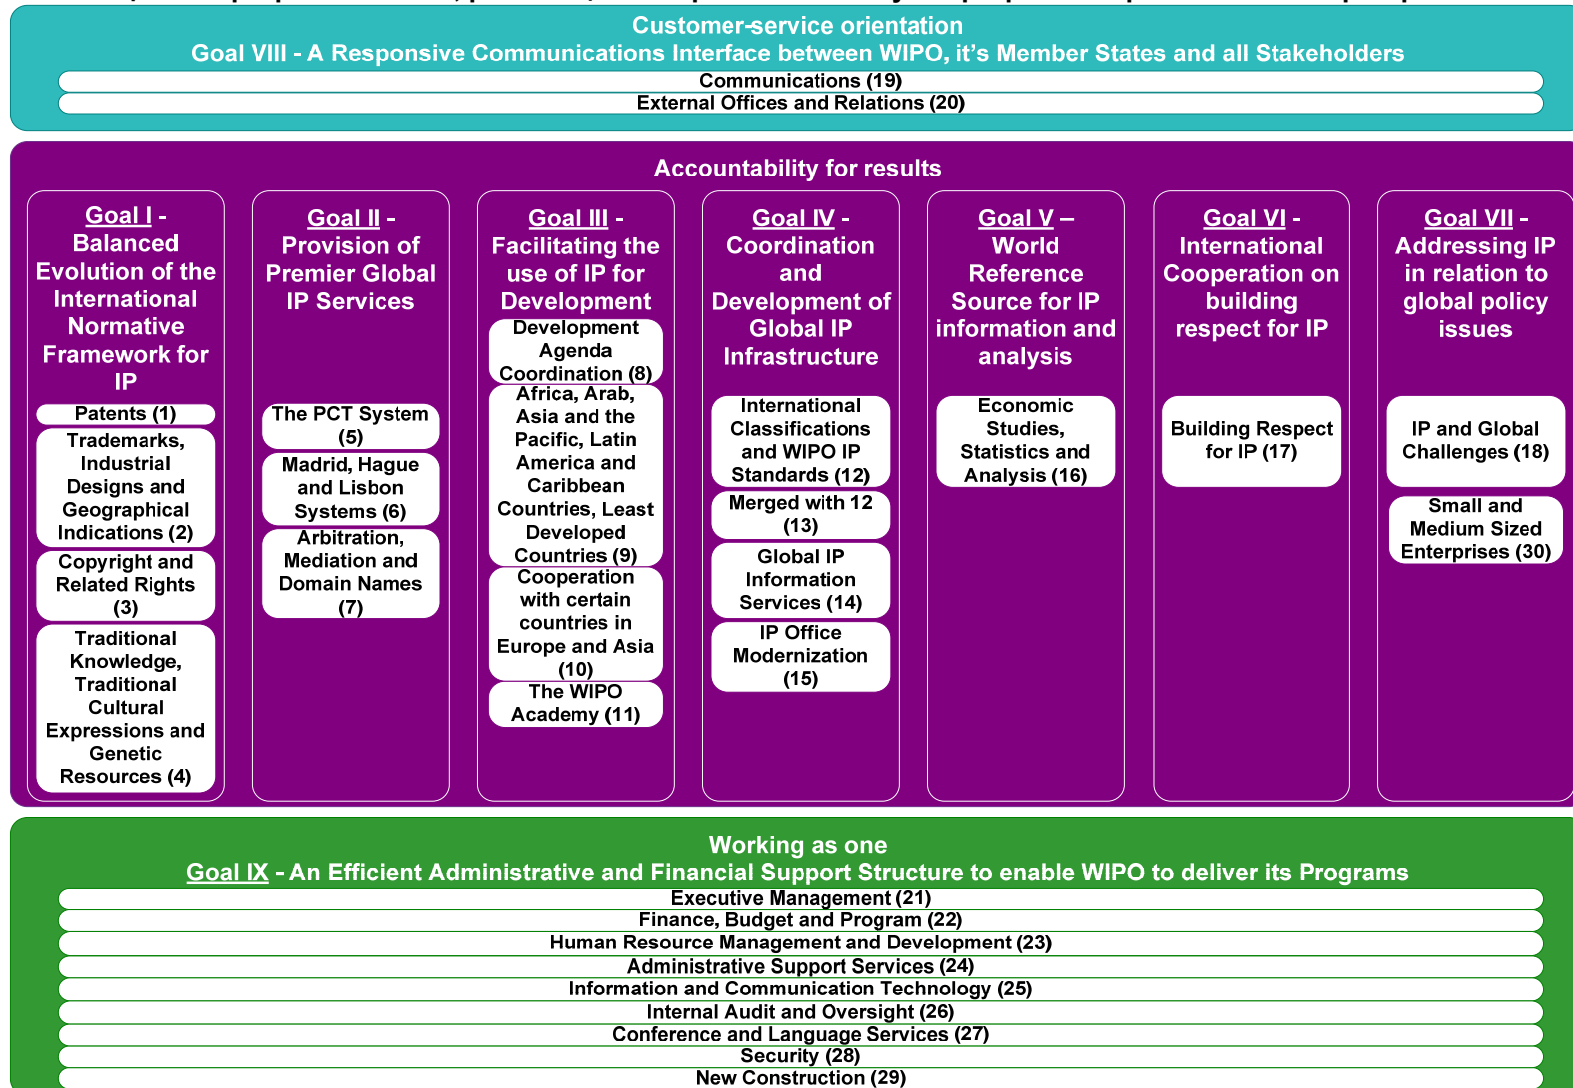 Customer-service orientation
Goal VIII - A Responsive Communications Interface between WIPO, it's Member States and all Stakeholders
Communications (19)
External Offices and Relations (20)
Accountability for results
Goal I -
Balanced
Evolution of the
International
Normative
Framework for
IP
Patents (1)
Trademarks,
Industrial
Designs and
Geographical
Indications (2)
Copyright and
Related Rights
(3)
Traditional
Knowledge,
Traditional
Cultural
Expressions and
Genetic
Resources (4)
Goal II -
Provision of
Premier Global
IP Services
The PCT System
(5)
Madrid, Hague
and Lisbon
Systems (6)
Arbitration,
Mediation and
Domain Names
(7)
Goal III -
Facilitating the
use of IP for
Development
Development
Agenda
Coordination (8)
Africa, Arab,
Asia and the
Pacific, Latin
America and
Caribbean
Countries, Least
Developed
Countries (9)
Cooperation
with certain
countries in
Europe and Asia
(10)
The WIPO
Academy (11)
Goal IV -
Coordination
and
Development of
Global IP
Infrastructure
International
Classifications
and WIPO IP
Standards (12)
Merged with 12
(13)
Global IP
Information
Services (14)
IP Office
Modernization
(15)
Goal V –
World
Reference
Source for IP
information and
analysis
Economic
Studies,
Statistics and
Analysis (16)
Goal VI -
International
Cooperation on
building
respect for IP
Building Respect
for IP (17)
Goal VII -
Addressing IP
in relation to
global policy
issues
IP and Global
Challenges (18)
Small and
Medium Sized
Enterprises (30)
Working as one
Goal IX - An Efficient Administrative and Financial Support Structure to enable WIPO to deliver its Programs
Executive Management (21)
Finance, Budget and Program (22)
Human Resource Management and Development (23)
Administrative Support Services (24)
Information and Communication Technology (25)
Internal Audit and Oversight (26)
Conference and Language Services (27)
Security (28)
New Construction (29)